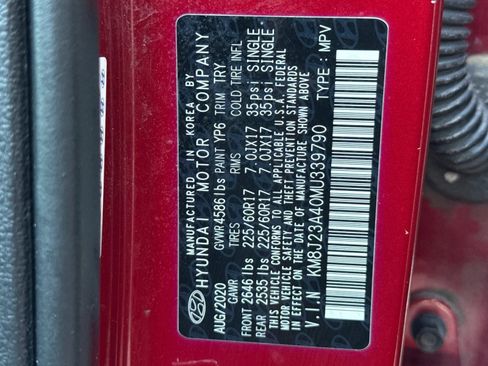 MANUFACTURED IN KOREA BY
HYUNDAI MOTOR COMPANY
AUG/2020 GVWR 4586 lbs PAINT YP6 TRIM TRY
GAWR TIRES RIMS COLD TIRE INFL
FRONT 2646 lbs 225/60R17 7.0JX17 35psi SINGLE
REAR 2535 lbs 225/60R17 7.0JX17 35psi SINGLE
THIS VEHICLE CONFORMS TO ALL APPLICABLE U.S.A. FEDERAL
MOTOR VEHICLE SAFETY, BUMPER, AND THEFT PREVENTION STANDARDS
IN EFFECT ON THE DATE OF MANUFACTURE SHOWN ABOVE.
V.I.N KM8J23A40MU339790 TYPE : MPV